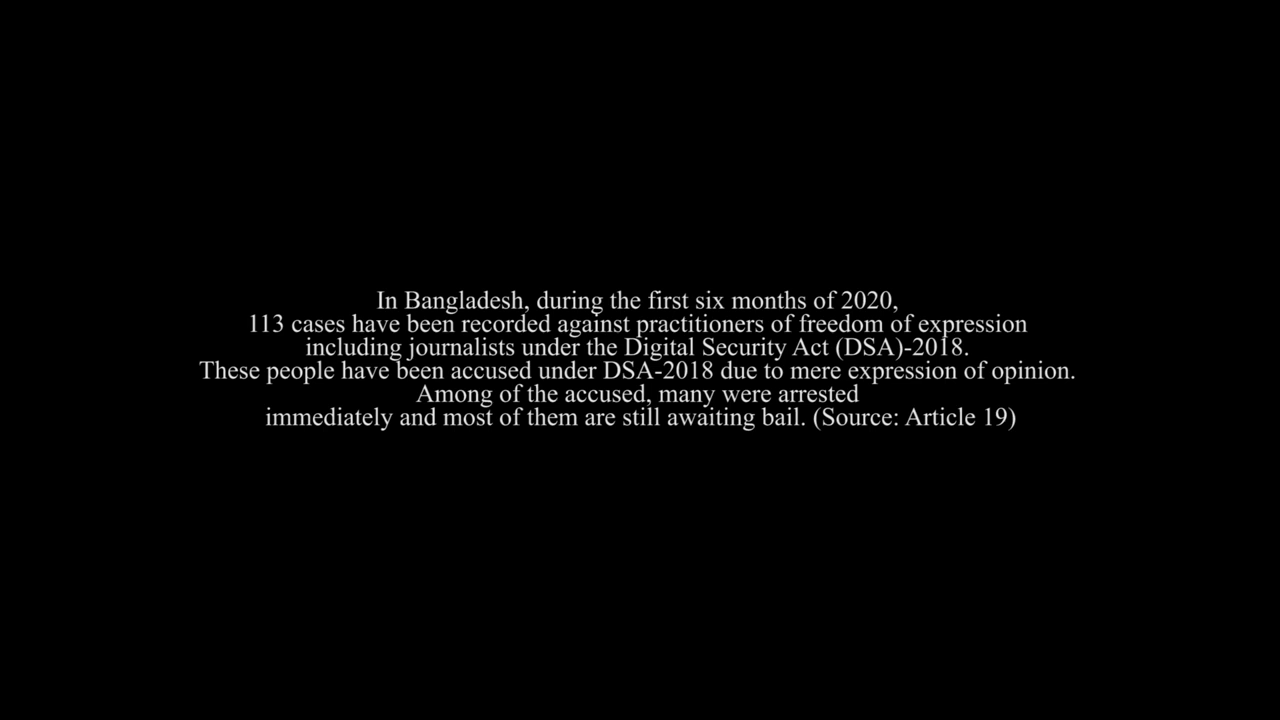 In Bangladesh, during the first six months of 2020,
113 cases have been recorded against practitioners of freedom of expression
including journalists under the Digital Security Act (DSA)-2018.
These people have been accused under DSA-2018 due to mere expression of opinion.
Among of the accused, many were arrested
immediately and most of them are still awaiting bail. (Source: Article 19)